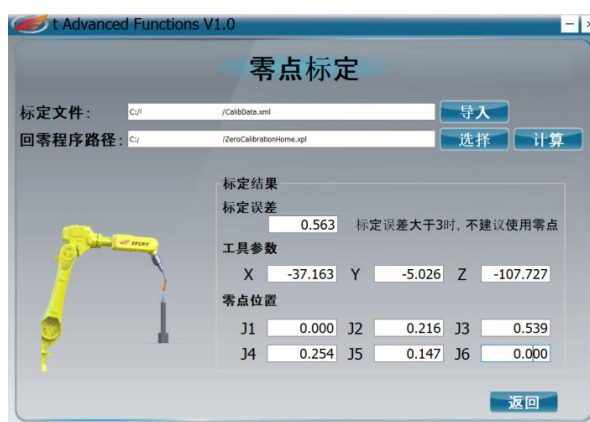 t Advanced Functions V1.0
零点标定
标定文件： C:/ /CalibData.xml 导入
回零程序路径： C:/ /ZeroCalibrationHome.xpl 选择 计算
标定结果
标定误差
0.563 标定误差大于3时, 不建议使用零点
工具参数
X -37.163 Y -5.026 Z -107.727
零点位置
J1 0.000 J2 0.216 J3 0.539
J4 0.254 J5 0.147 J6 0.000
返回